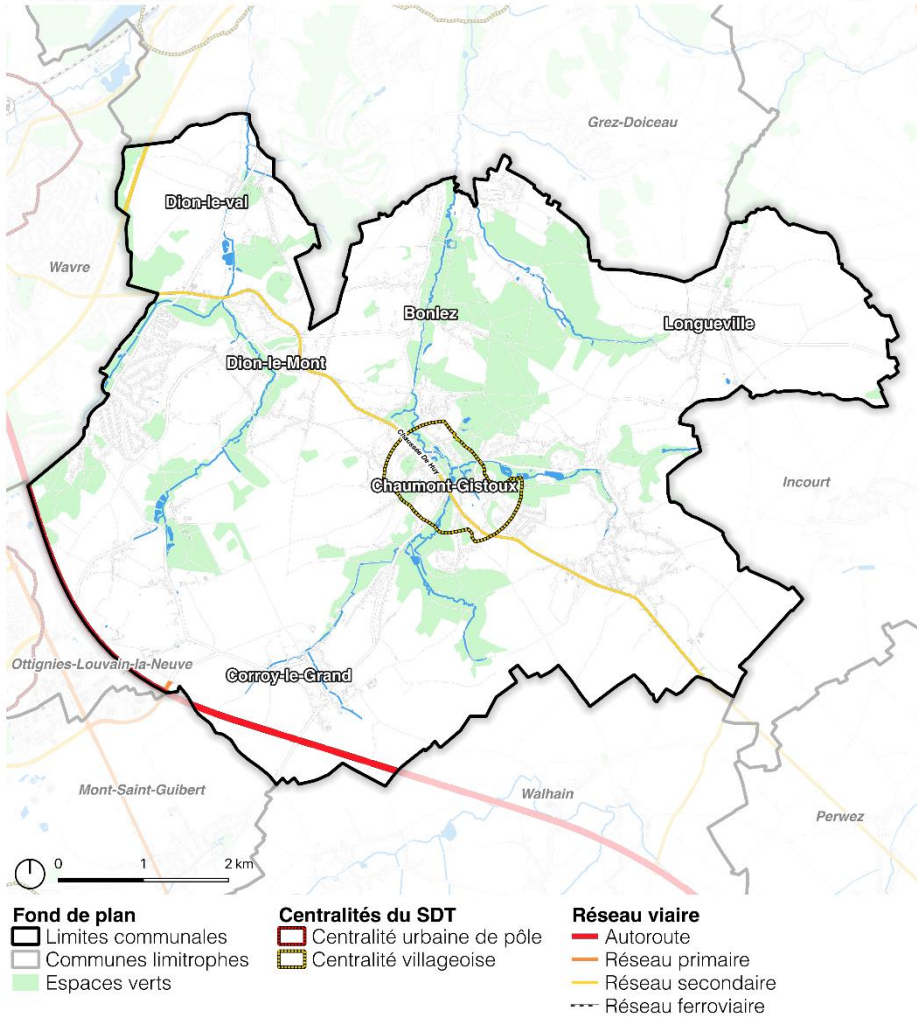 Grez-Doiceau
Dion-le-val
Wavre
Bonlez
Longueville
Dion-le-Mont
Chaussée De Huy
Chaumont-Gistoux
Incourt
Ottignies-Louvain-la-Neuve
Corroy-le-Grand
Mont-Saint-Guibert
Walhain
Perwez
0 1 2 km
Fond de plan
Limites communales
Communes limitrophes
Espaces verts
Centralités du SDT
Centralité urbaine de pôle
Centralité villageoise
Réseau viaire
Autoroute
Réseau primaire
Réseau secondaire
Réseau ferroviaire